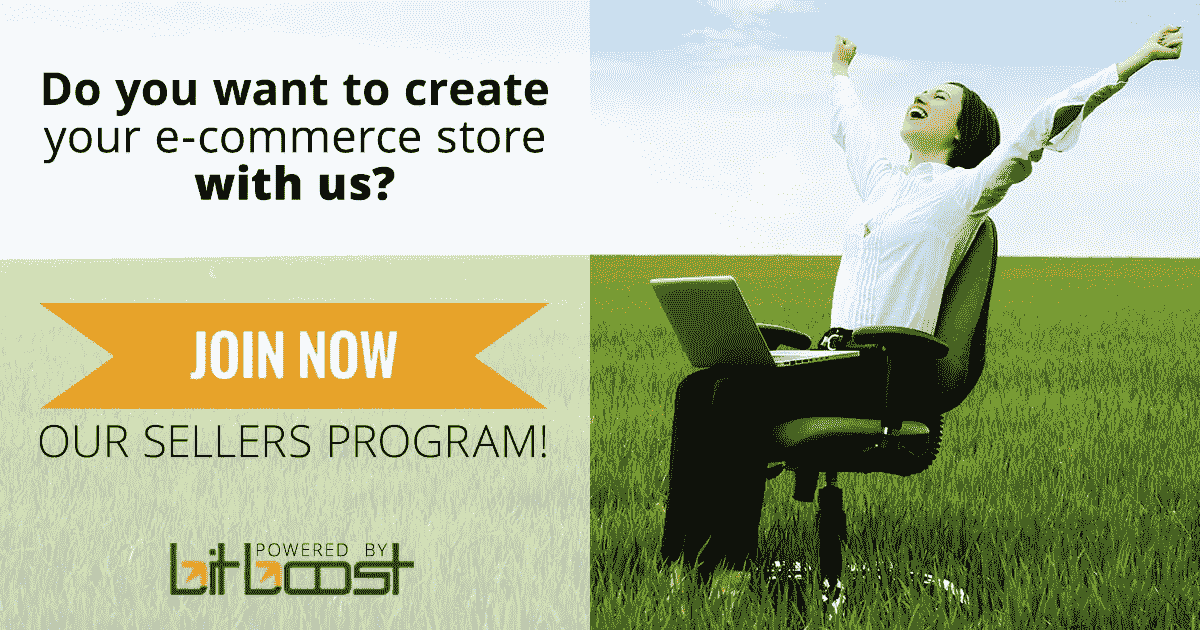 Do you want to create
your e-commerce store
with us?
JOIN NOW
OUR SELLERS PROGRAM!
POWERED BY
bitboost